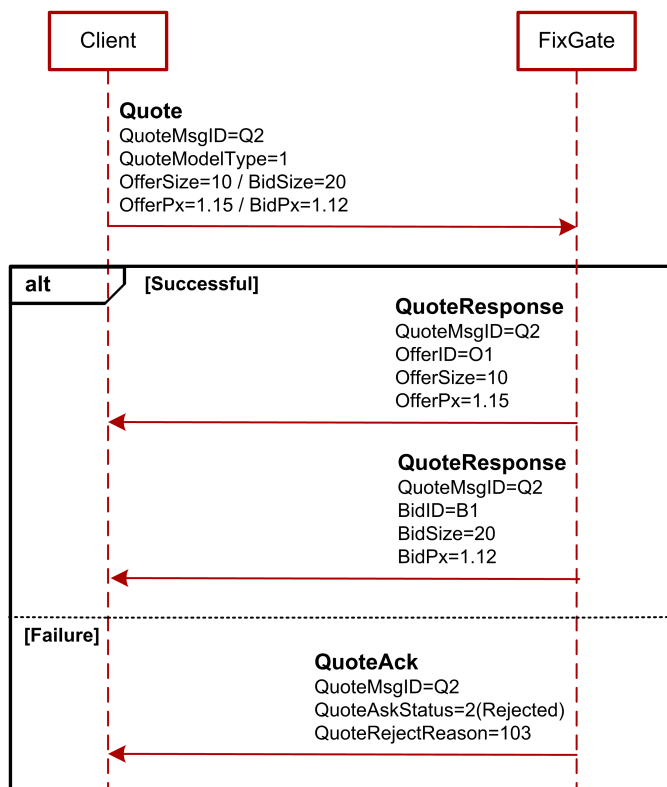 Client
FixGate
Quote
QuoteMsgID=Q2
QuoteModelType=1
OfferSize=10 / BidSize=20
OfferPx=1.15 / BidPx=1.12
alt
[Successful]
QuoteResponse
QuoteMsgID=Q2
OfferID=O1
OfferSize=10
OfferPx=1.15
QuoteResponse
QuoteMsgID=Q2
BidID=B1
BidSize=20
BidPx=1.12
[Failure]
QuoteAck
QuoteMsgID=Q2
QuoteAskStatus=2(Rejected)
QuoteRejectReason=103